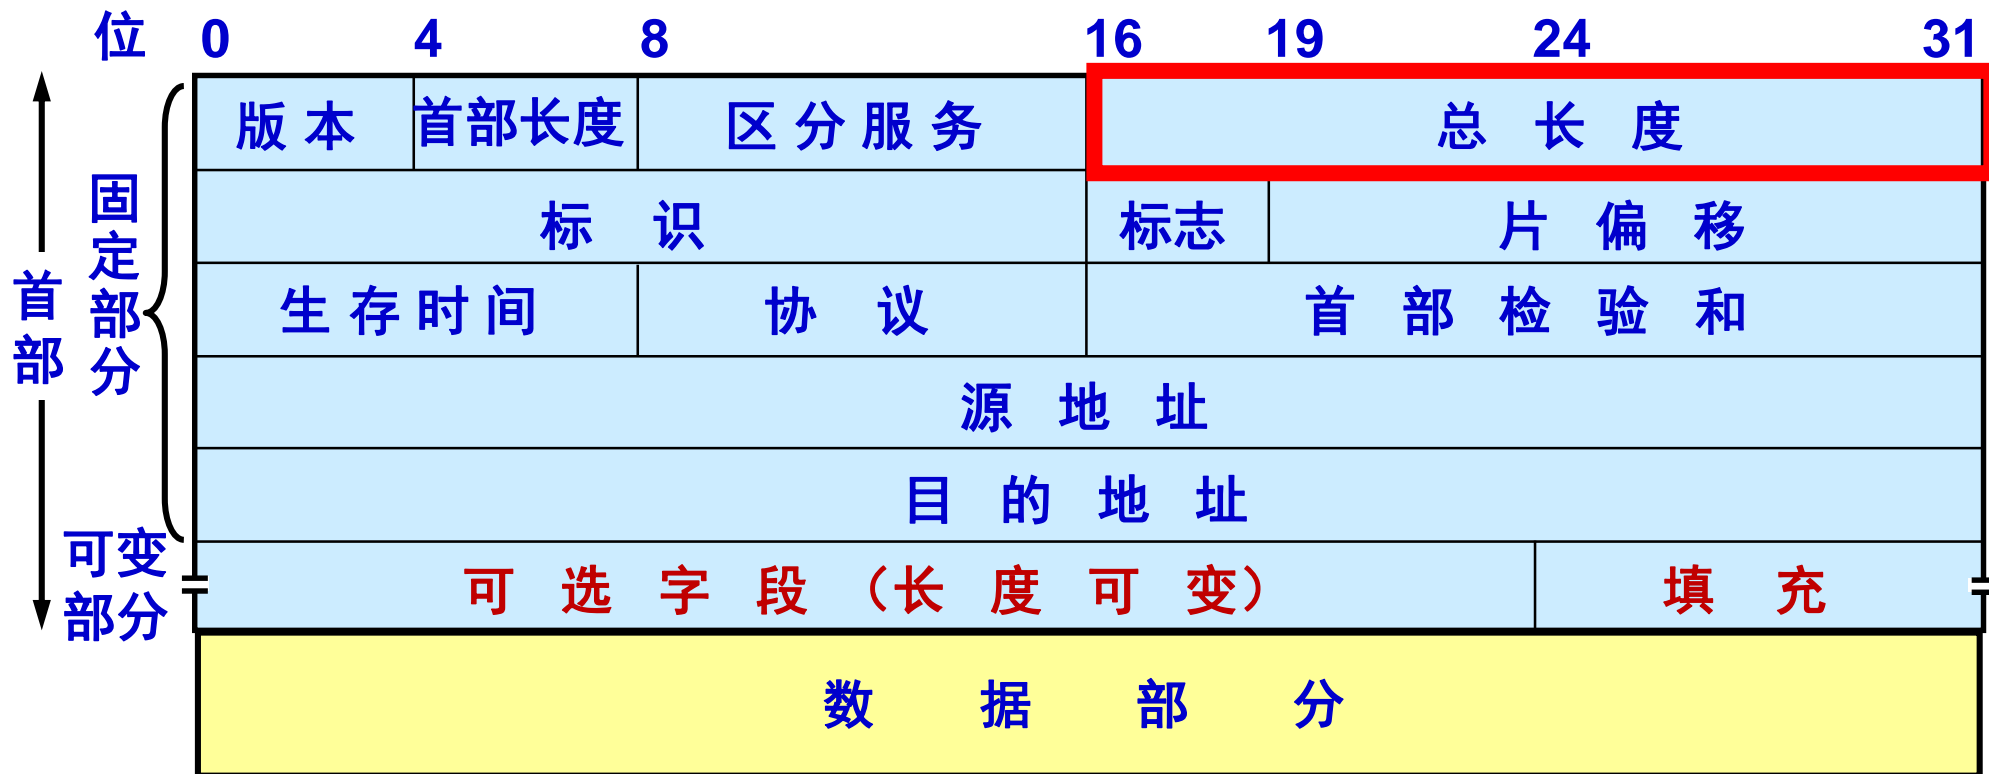 位 0 4 8 16 19 24 31
版本 首部长度 区分服务 总长度
标识 标志 片偏移
生存时间 协议 首部检验和
源地址
目的地址
可选字段（长度可变） 填充
数据部分
首部
固定部分
可变
部分